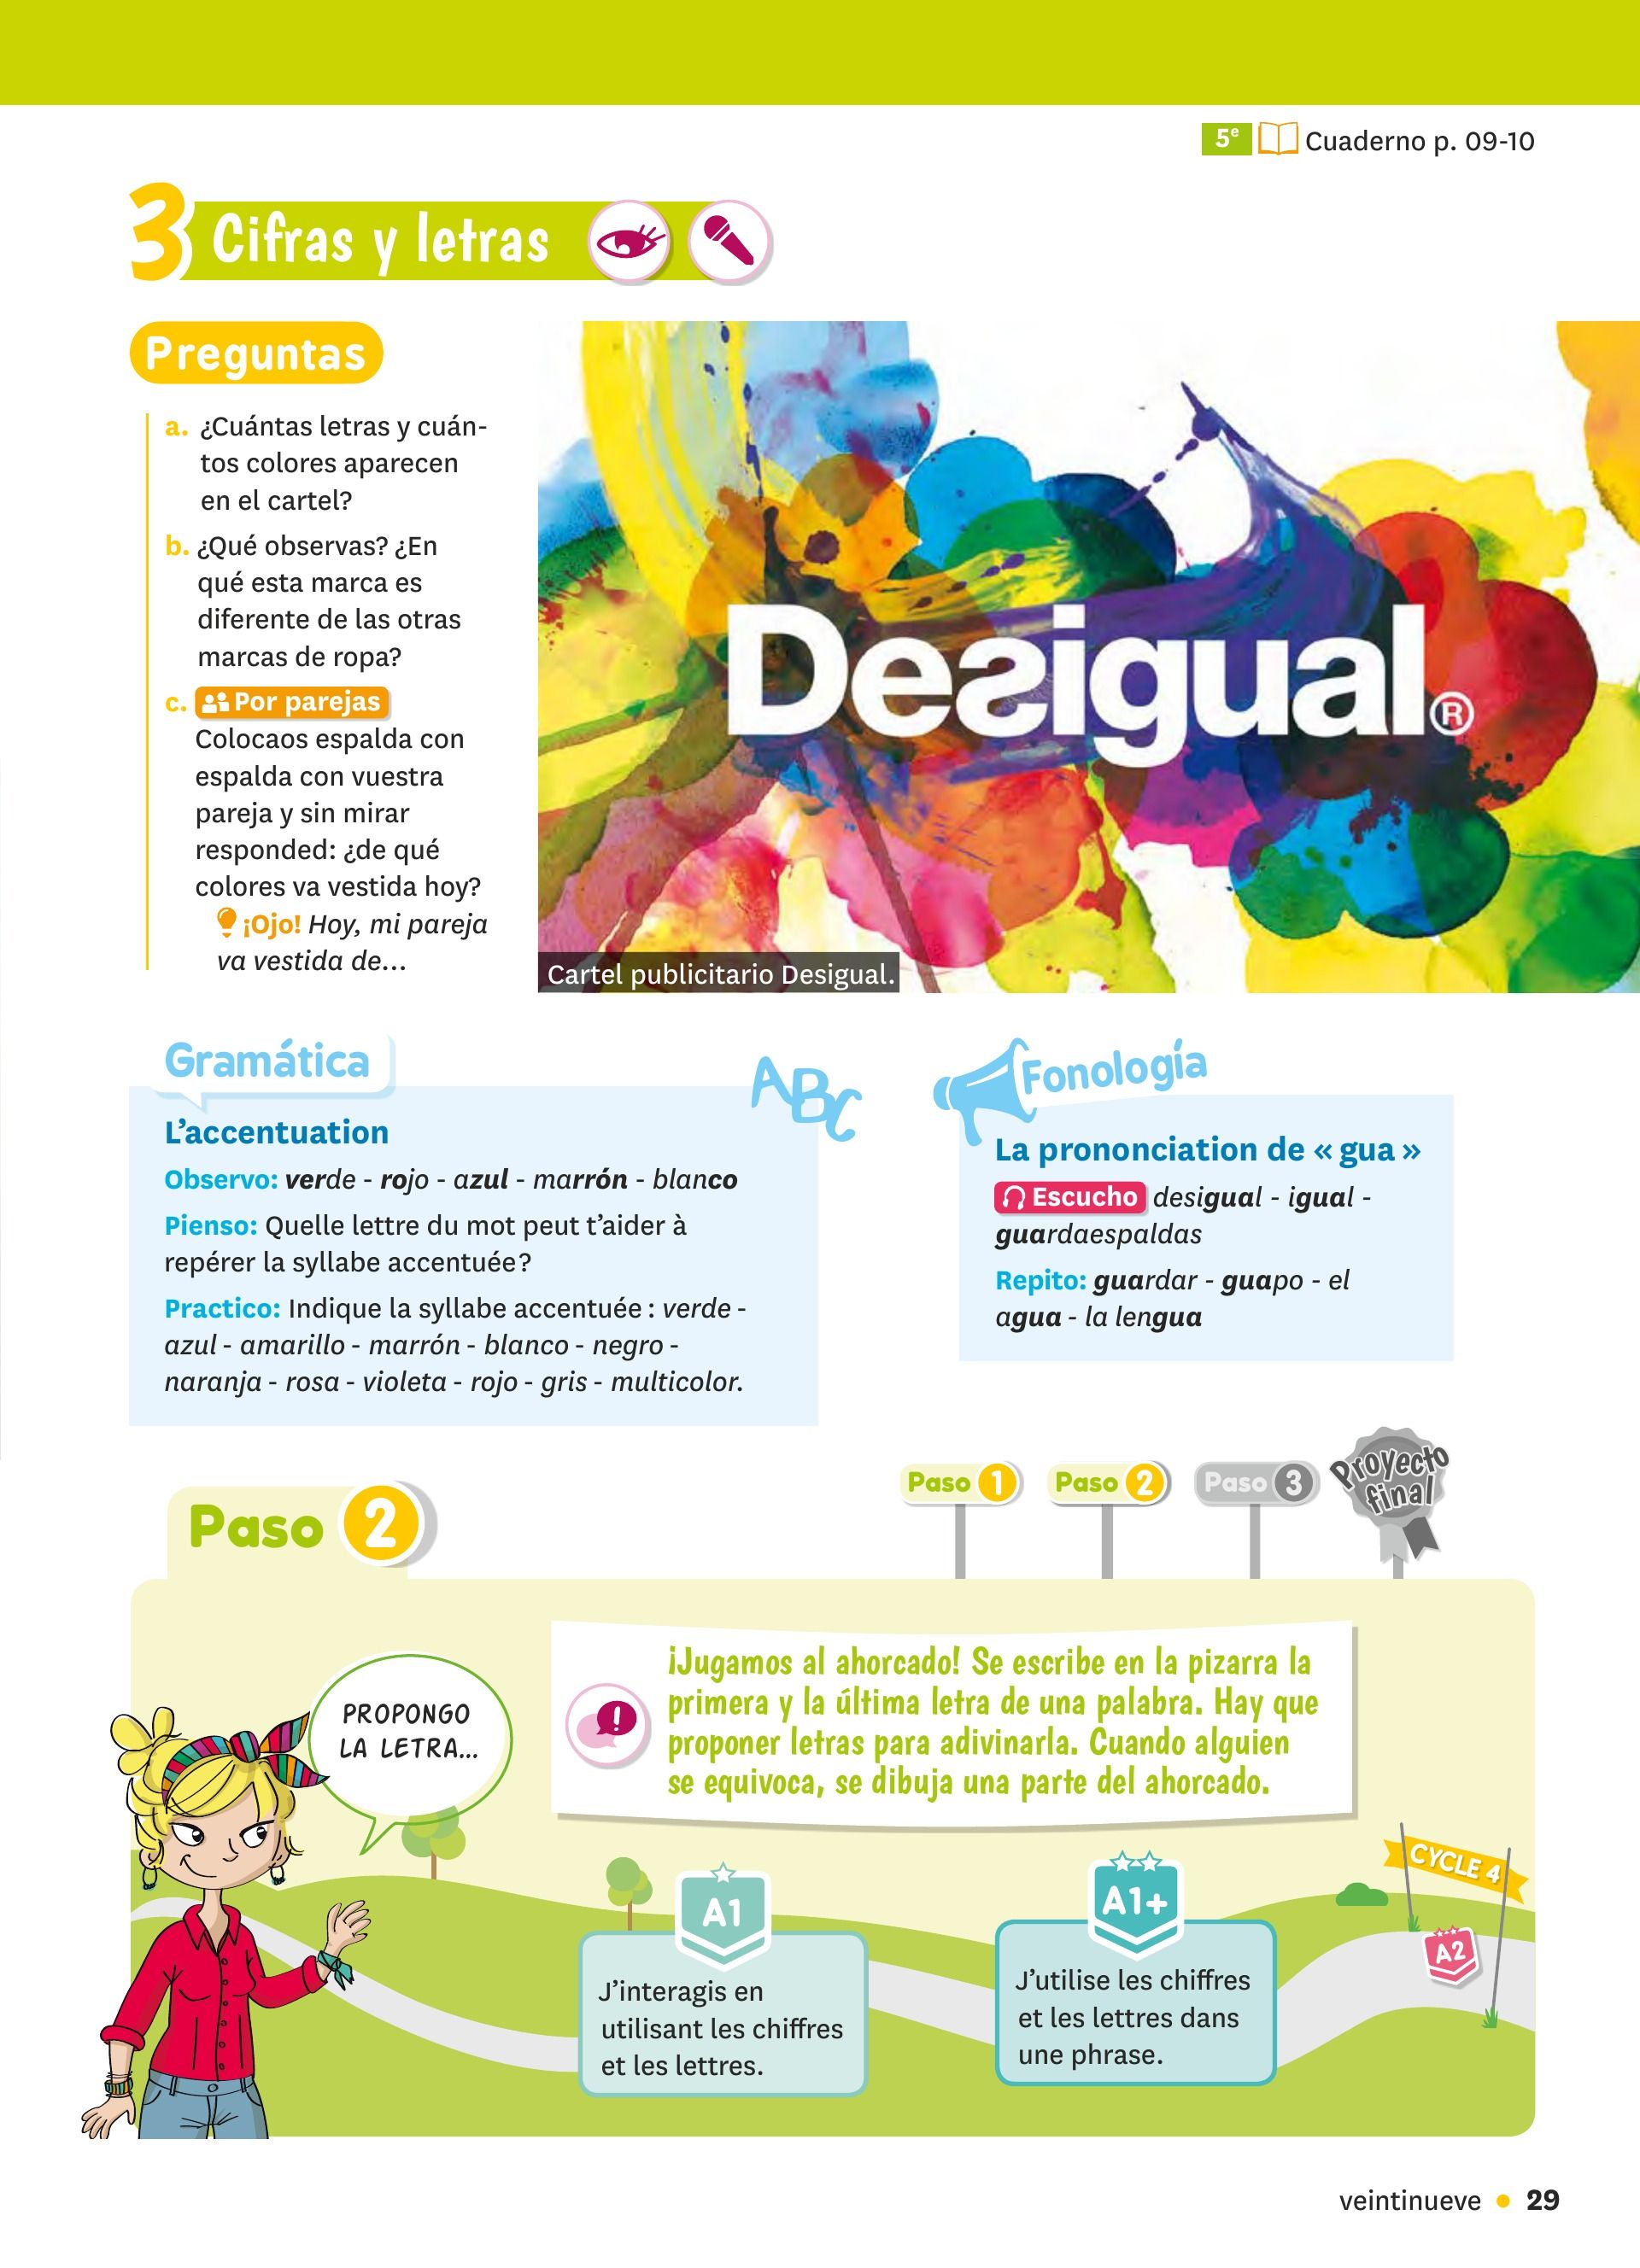 5e Cuaderno p. 09-10
3 Cifras y letras
Preguntas
a. ¿Cuántas letras y cuán-
tos colores aparecen
en el cartel?
b. ¿Qué observas? ¿En
qué esta marca es
diferente de las otras
marcas de ropa?
c. Por parejas
Colocaos espalda con
espalda con vuestra
pareja y sin mirar
responded: ¿de qué
colores va vestida hoy?
¡Ojo! Hoy, mi pareja
va vestida de...
Desigual®
Cartel publicitario Desigual.
Gramática
ABC
L'accentuation
Observo: verde - rojo - azul - marrón - blanco
Pienso: Quelle lettre du mot peut t'aider à
repérer la syllabe accentuée?
Practico: Indique la syllabe accentuée : verde -
azul - amarillo - marrón - blanco - negro -
naranja - rosa - violeta - rojo - gris - multicolor.
Fonología
La prononciation de « gua »
Escucho desigual - igual -
guardaespaldas
Repito: guardar - guapo - el
agua - la lengua
Paso 2
Paso 1 Paso 2 Paso 3 Proyecto
final
PROPONGO
LA LETRA...
!
¡Jugamos al ahorcado! Se escribe en la pizarra la
primera y la última letra de una palabra. Hay que
proponer letras para adivinarla. Cuando alguien
se equivoca, se dibuja una parte del ahorcado.
A1
J'interagis en
utilisant les chiffres
et les lettres.
A1+
J'utilise les chiffres
et les lettres dans
une phrase.
CYCLE 4
A2
veintinueve • 29